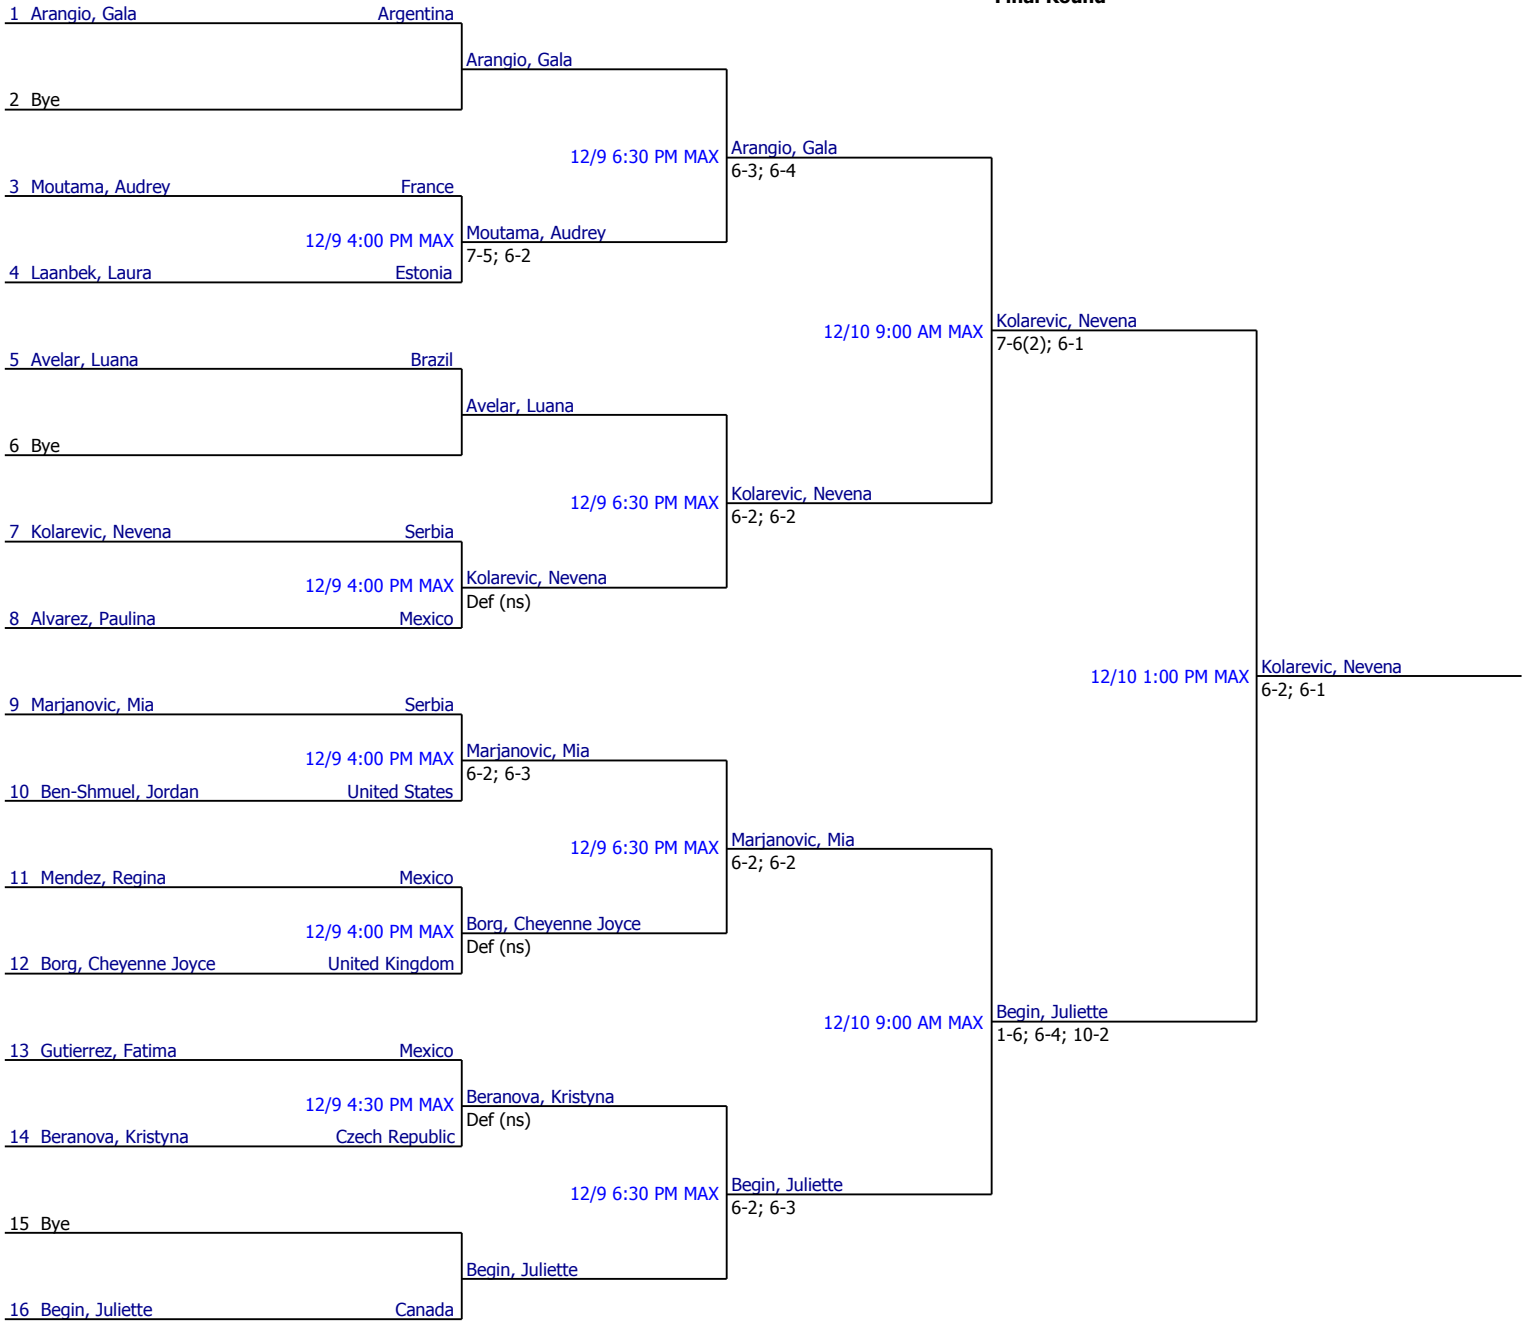 Final Round
1 Arangio, Gala Argentina
Arangio, Gala
2 Bye
12/9 6:30 PM MAX Arangio, Gala
6-3; 6-4
3 Moutama, Audrey France
12/9 4:00 PM MAX Moutama, Audrey
7-5; 6-2
4 Laanbek, Laura Estonia
12/10 9:00 AM MAX Kolarevic, Nevena
7-6(2); 6-1
5 Avelar, Luana Brazil
Avelar, Luana
6 Bye
12/9 6:30 PM MAX Kolarevic, Nevena
6-2; 6-2
7 Kolarevic, Nevena Serbia
12/9 4:00 PM MAX Kolarevic, Nevena
Def (ns)
8 Alvarez, Paulina Mexico
12/10 1:00 PM MAX Kolarevic, Nevena
6-2; 6-1
9 Marjanovic, Mia Serbia
12/9 4:00 PM MAX Marjanovic, Mia
6-2; 6-3
10 Ben-Shmuel, Jordan United States
12/9 6:30 PM MAX Marjanovic, Mia
6-2; 6-2
11 Mendez, Regina Mexico
12/9 4:00 PM MAX Borg, Cheyenne Joyce
Def (ns)
12 Borg, Cheyenne Joyce United Kingdom
12/10 9:00 AM MAX Begin, Juliette
1-6; 6-4; 10-2
13 Gutierrez, Fatima Mexico
12/9 4:30 PM MAX Beranova, Kristyna
Def (ns)
14 Beranova, Kristyna Czech Republic
12/9 6:30 PM MAX Begin, Juliette
6-2; 6-3
15 Bye
Begin, Juliette
16 Begin, Juliette Canada